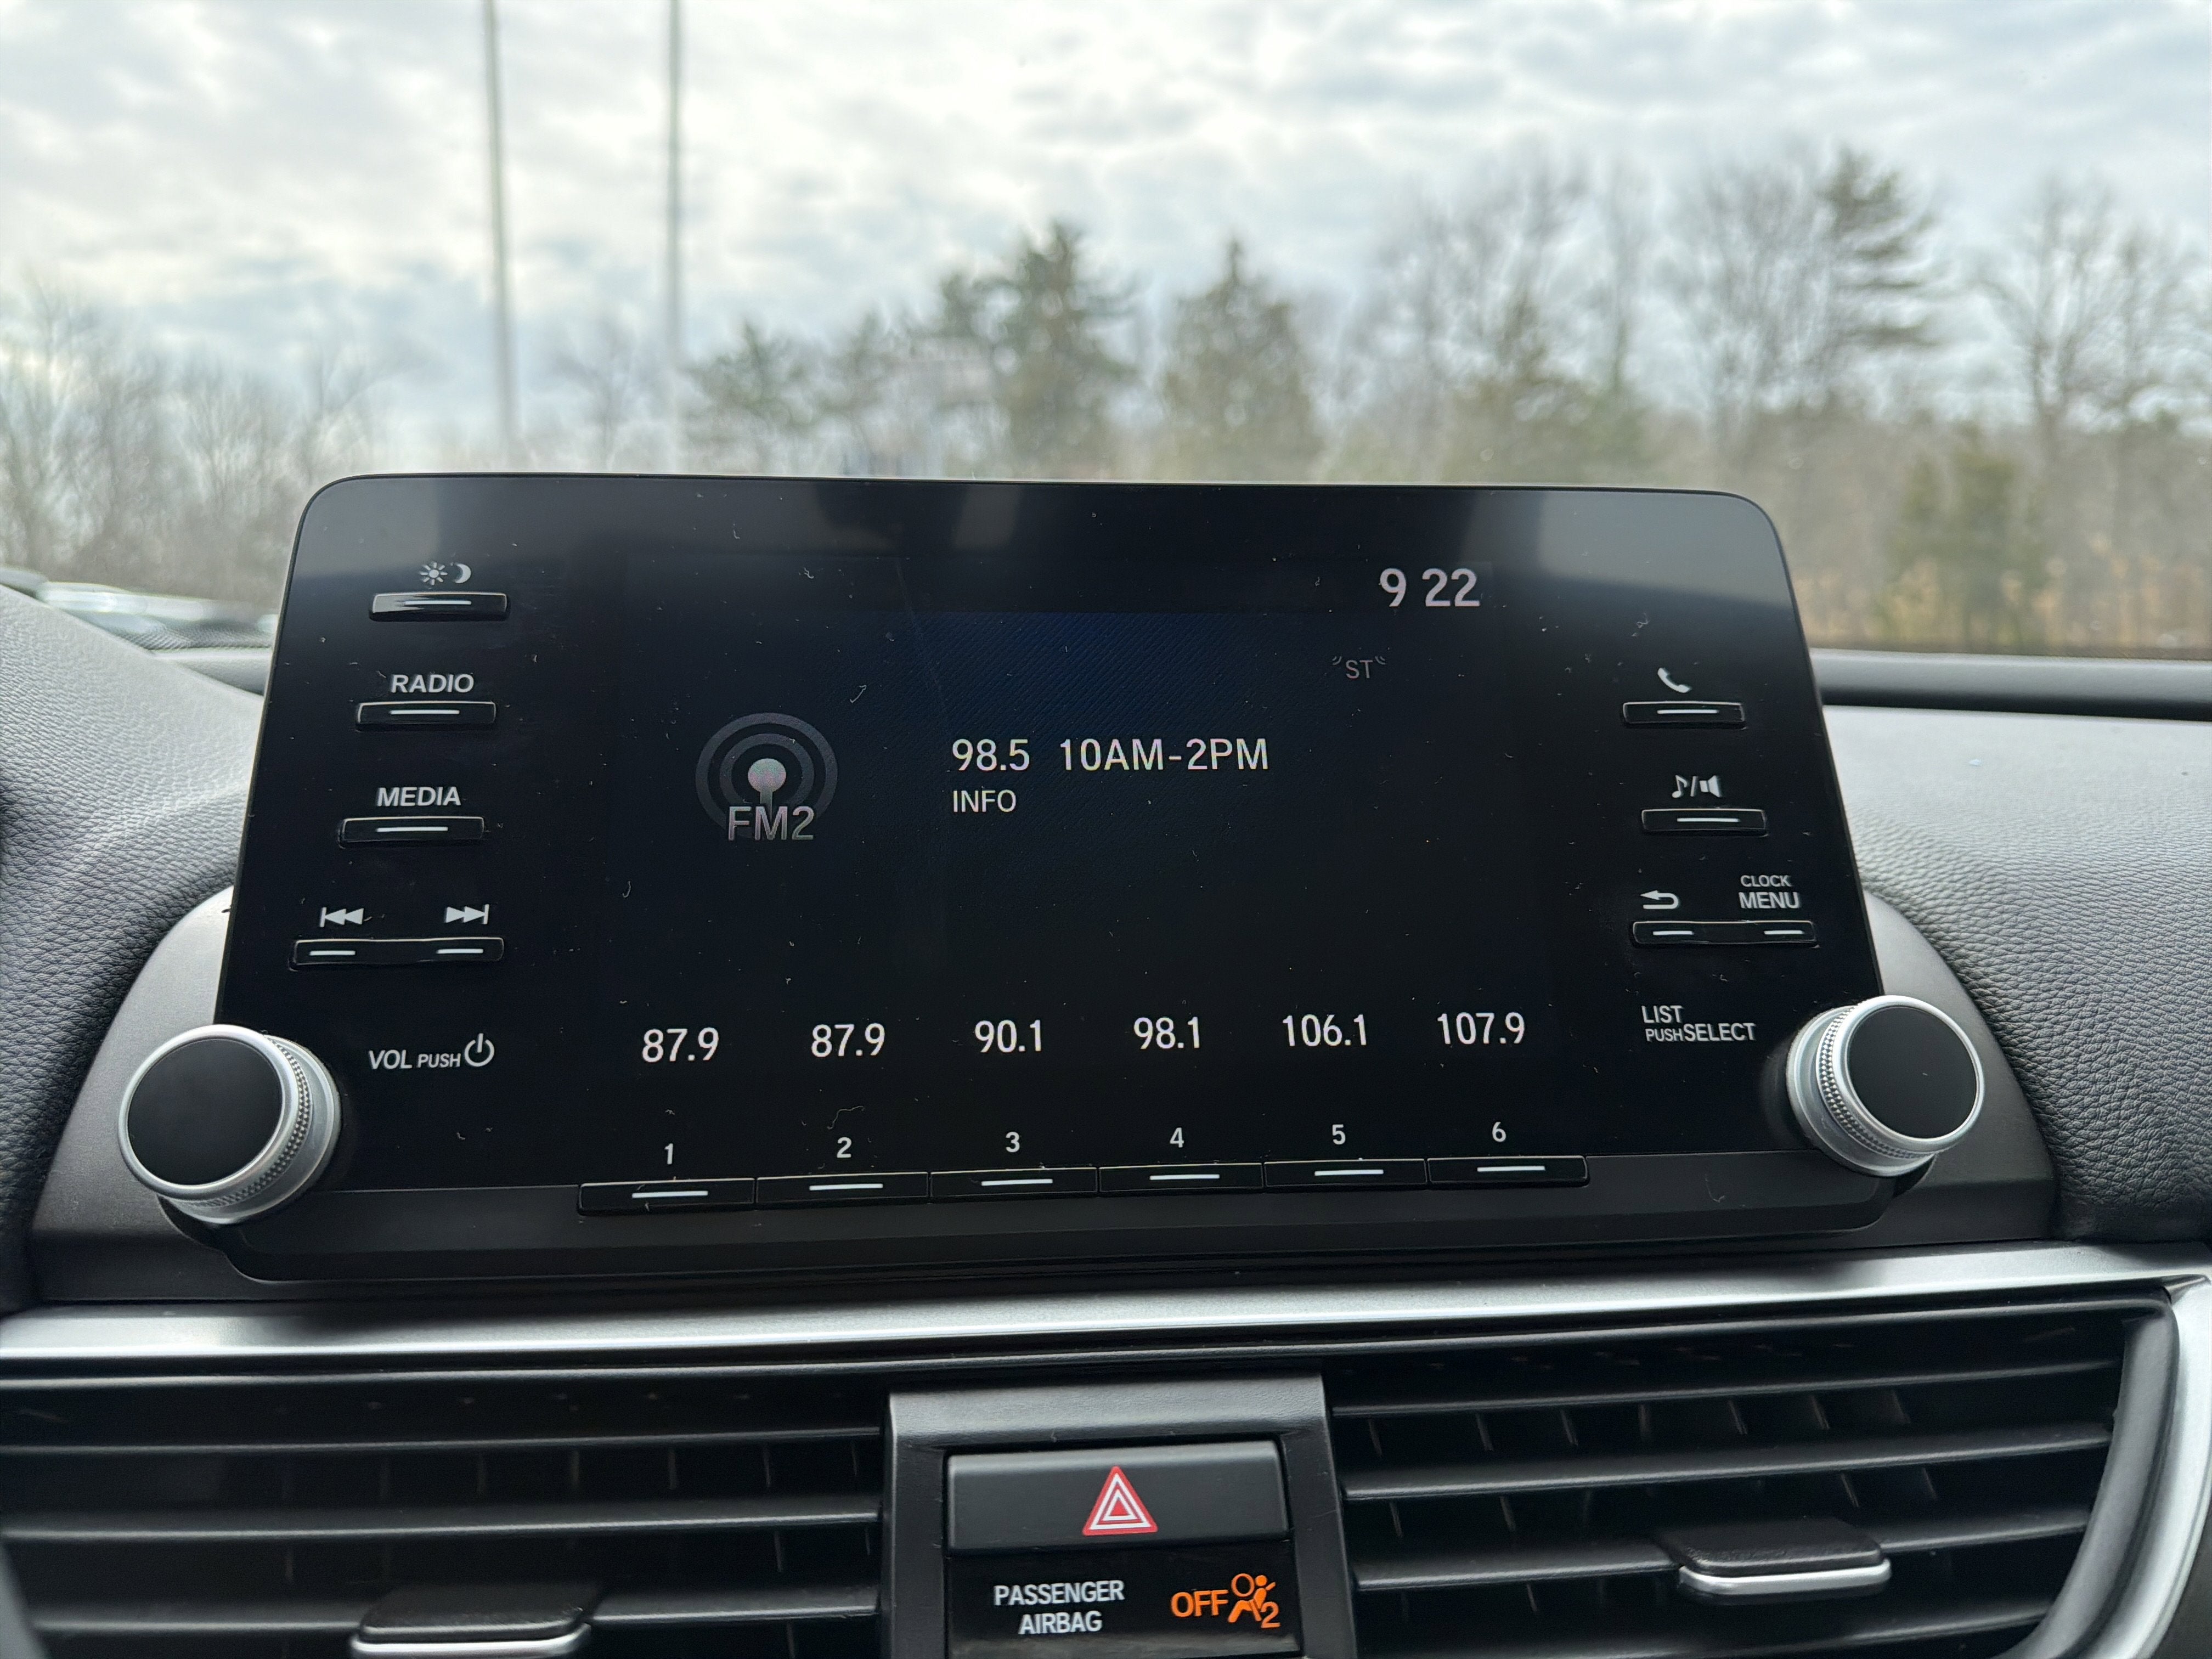 9 22
RADIO
"ST"
98.5 10AM-2PM
INFO
FM2
MEDIA
CLOCK
MENU
87.9 87.9 90.1 98.1 106.1 107.9
LIST
PUSH SELECT
VOL PUSH
1 2 3 4 5 6
PASSENGER
AIRBAG
OFF 2